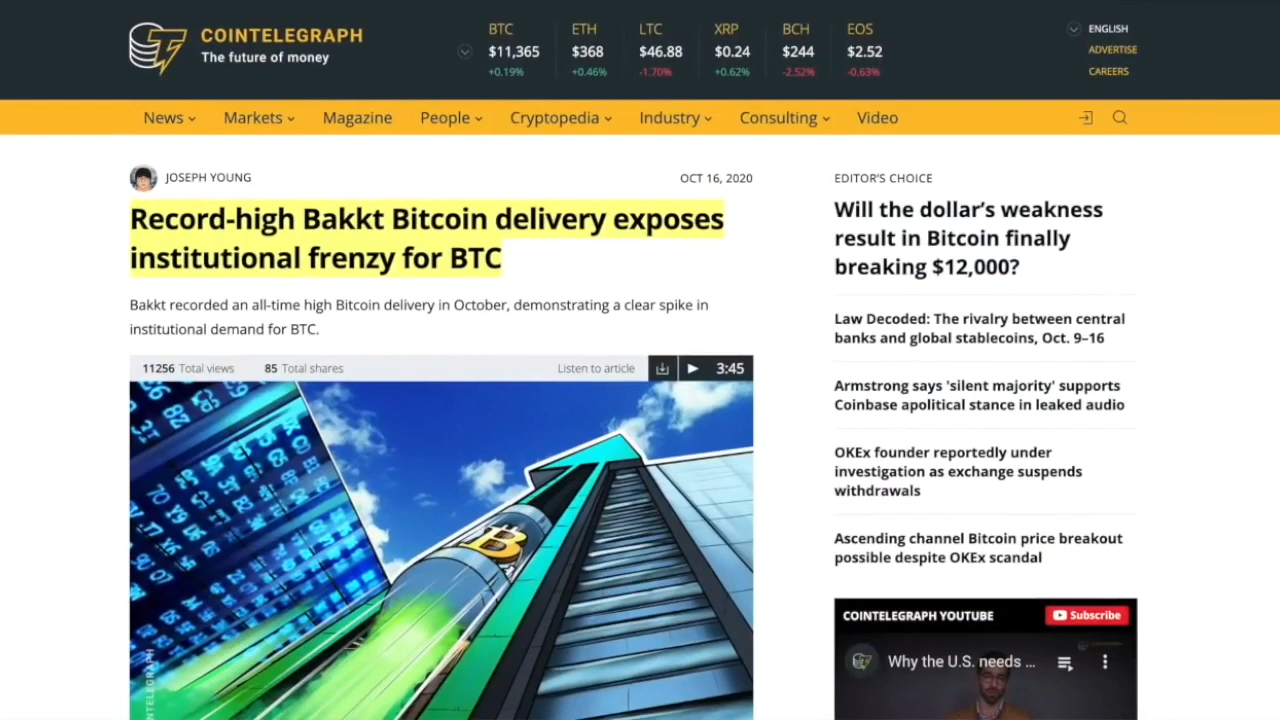 COINTELEGRAPH
The future of money
BTC
$11,365
+0.19%
ETH
$368
+0.46%
LTC
$46.88
-1.70%
XRP
$0.24
+0.62%
BCH
$244
-2.52%
EOS
$2.52
-0.63%
ENGLISH
ADVERTISE
CAREERS
News
Markets
Magazine
People
Cryptopedia
Industry
Consulting
Video
JOSEPH YOUNG
OCT 16, 2020
Record-high Bakkt Bitcoin delivery exposes
institutional frenzy for BTC
Bakkt recorded an all-time high Bitcoin delivery in October, demonstrating a clear spike in
institutional demand for BTC.
11256 Total views
85 Total shares
Listen to article
3:45
EDITOR'S CHOICE
Will the dollar’s weakness
result in Bitcoin finally
breaking $12,000?
Law Decoded: The rivalry between central
banks and global stablecoins, Oct. 9–16
Armstrong says 'silent majority' supports
Coinbase apolitical stance in leaked audio
OKEx founder reportedly under
investigation as exchange suspends
withdrawals
Ascending channel Bitcoin price breakout
possible despite OKEx scandal
COINTELEGRAPH YOUTUBE
Subscribe
Why the U.S. needs ...